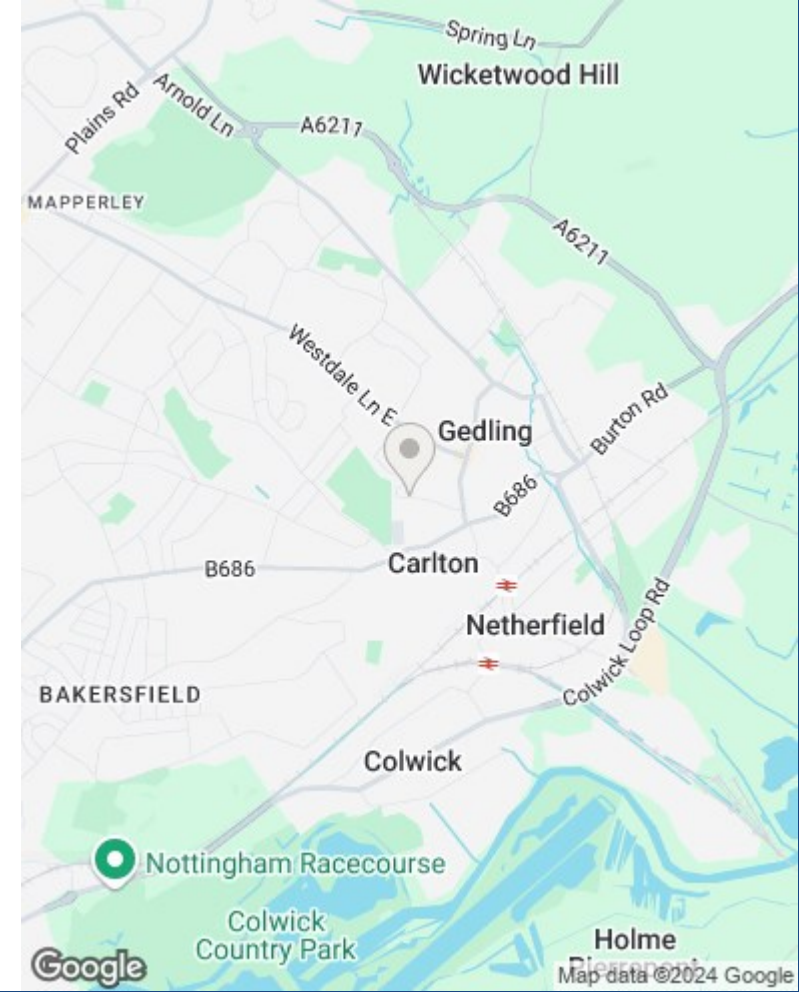 Spring Ln
Wicketwood Hill
Plains Rd
Arnold Ln
A6211
MAPPERLEY
A6211
Westdale Ln E
Gedling
Burton Rd
B686
B686
Carlton
Netherfield
Colwick Loop Rd
BAKERSFIELD
Colwick
Nottingham Racecourse
Colwick
Country Park
Holme
Pierrepont
Google
Map data ©2024 Google